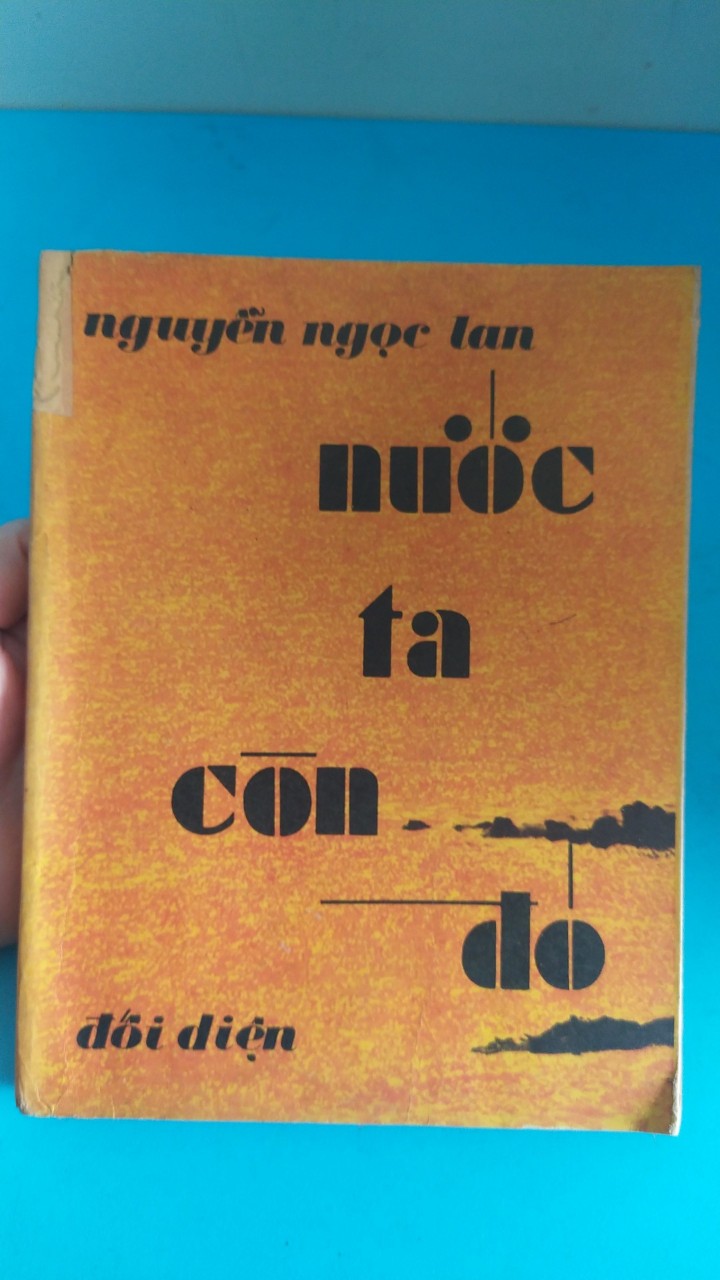 nguyễn ngọc lan
nước
ta
còn
đó
đối diện